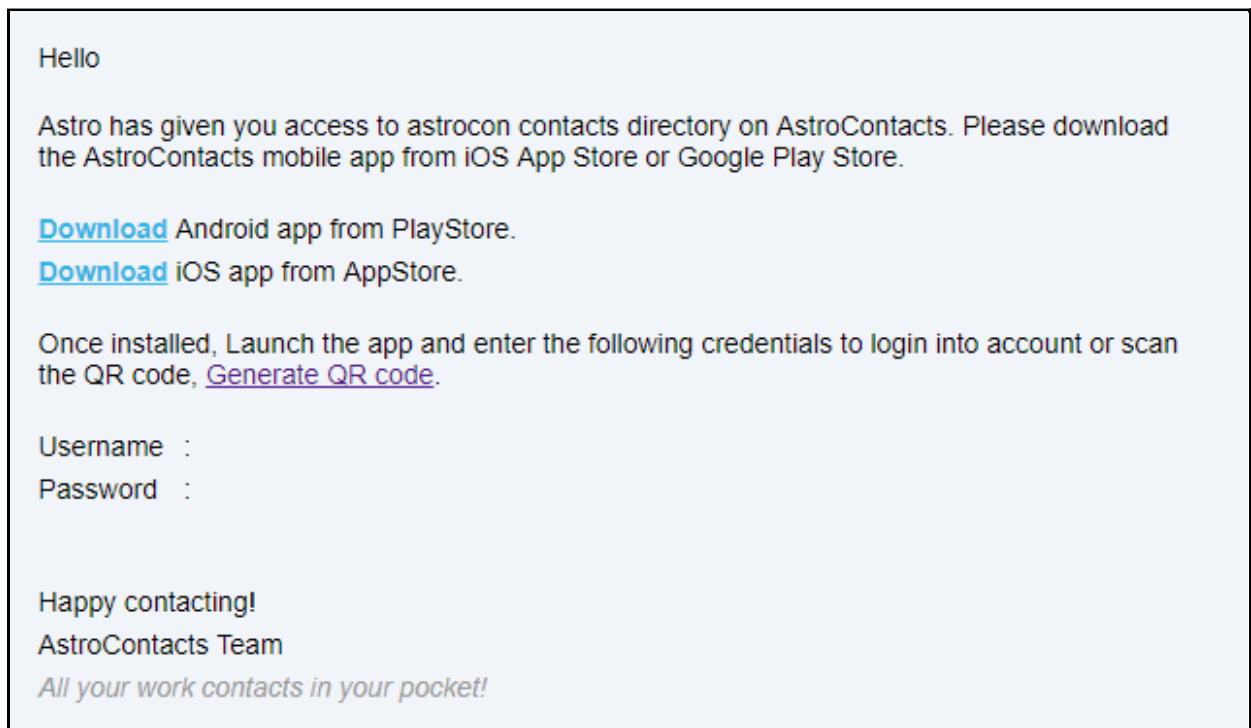 Hello
Astro has given you access to astrocon contacts directory on AstroContacts. Please download
the AstroContacts mobile app from iOS App Store or Google Play Store.
Download Android app from PlayStore.
Download iOS app from AppStore.
Once installed, Launch the app and enter the following credentials to login into account or scan
the QR code, Generate QR code.
Username :
Password :
Happy contacting!
AstroContacts Team
All your work contacts in your pocket!